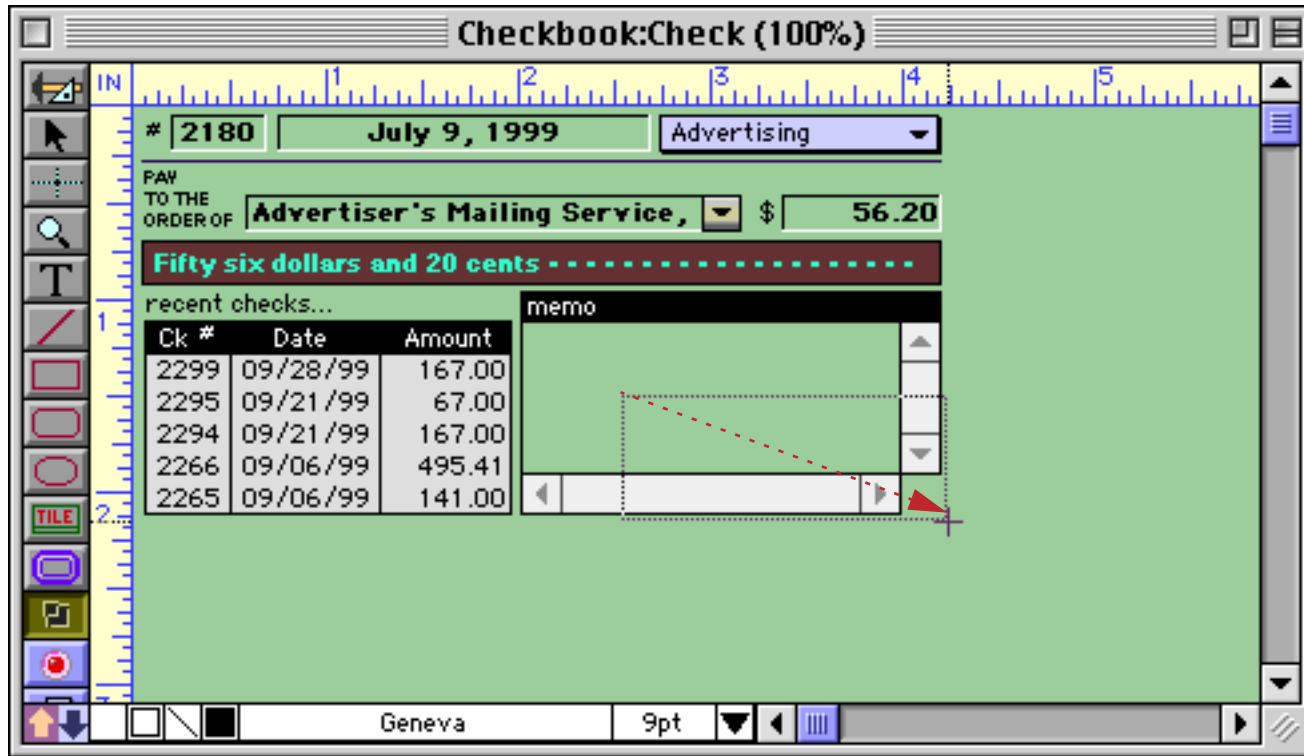 Checkbook:Check (100%)
IN 1 2 3 4 5
# 2180 July 9, 1999 Advertising
PAY
TO THE
ORDER OF Advertiser's Mailing Service, $ 56.20
Fifty six dollars and 20 cents - - - - - - - - - - - - - - - - - - - -
recent checks... memo
1
Ck # Date Amount
2299 09/28/99 167.00
2295 09/21/99 67.00
2294 09/21/99 167.00
2266 09/06/99 495.41
2265 09/06/99 141.00
T
TILE 2
Geneva 9pt